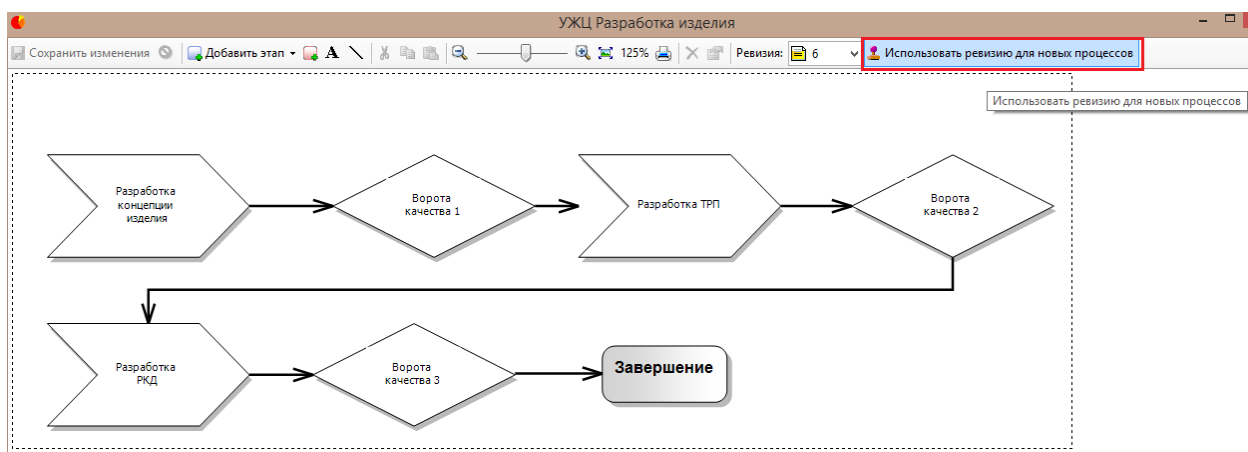 УЖЦ Разработка изделия
Сохранить изменения Добавить этап A 125% Ревизия: 6 Использовать ревизию для новых процессов
Использовать ревизию для новых процессов
Разработка
концепции
изделия
Ворота
качества 1
Разработка ТРП
Ворота
качества 2
Разработка
РКД
Ворота
качества 3
Завершение